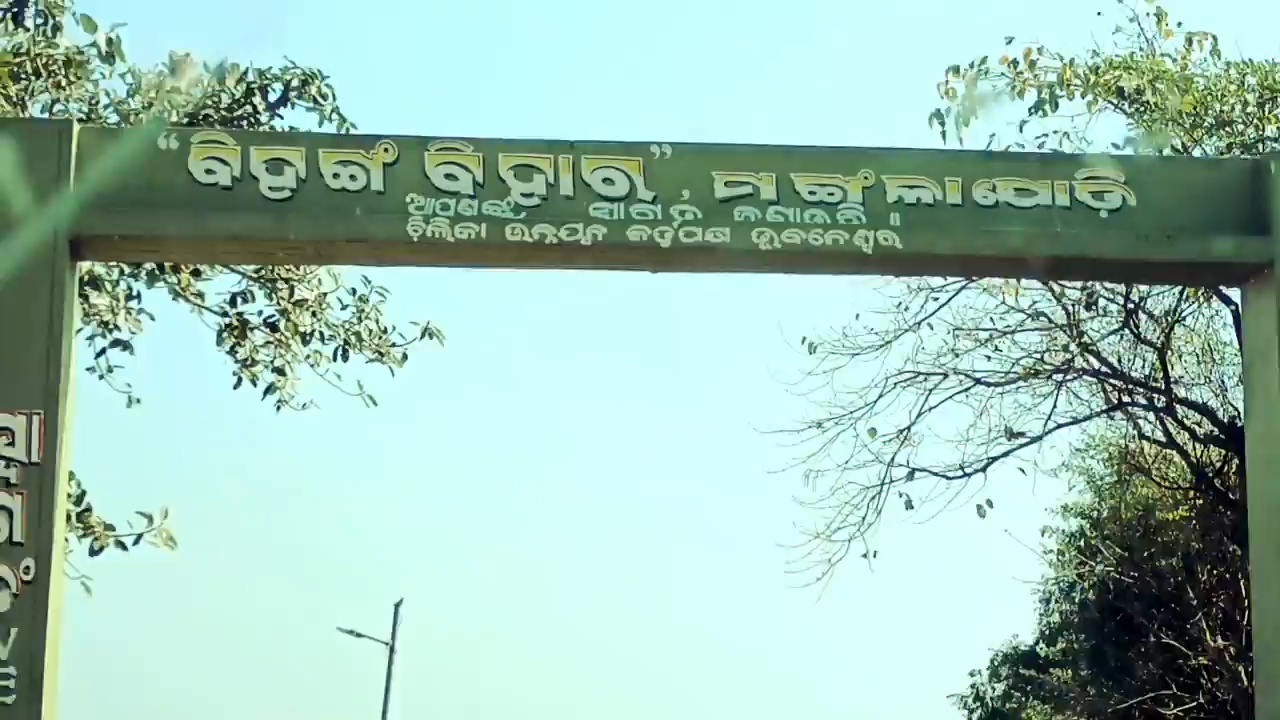 “ବିହଙ୍ଗ ବିହାର” , ମଙ୍ଗଳାଯୋଡ଼ି
ଆପଣଙ୍କୁ ସ୍ୱାଗତ ଜଣାଉଛି ॥
ଚିଲିକା ଉନ୍ନୟନ କର୍ତ୍ତୃପକ୍ଷ ଭୁବନେଶ୍ୱର